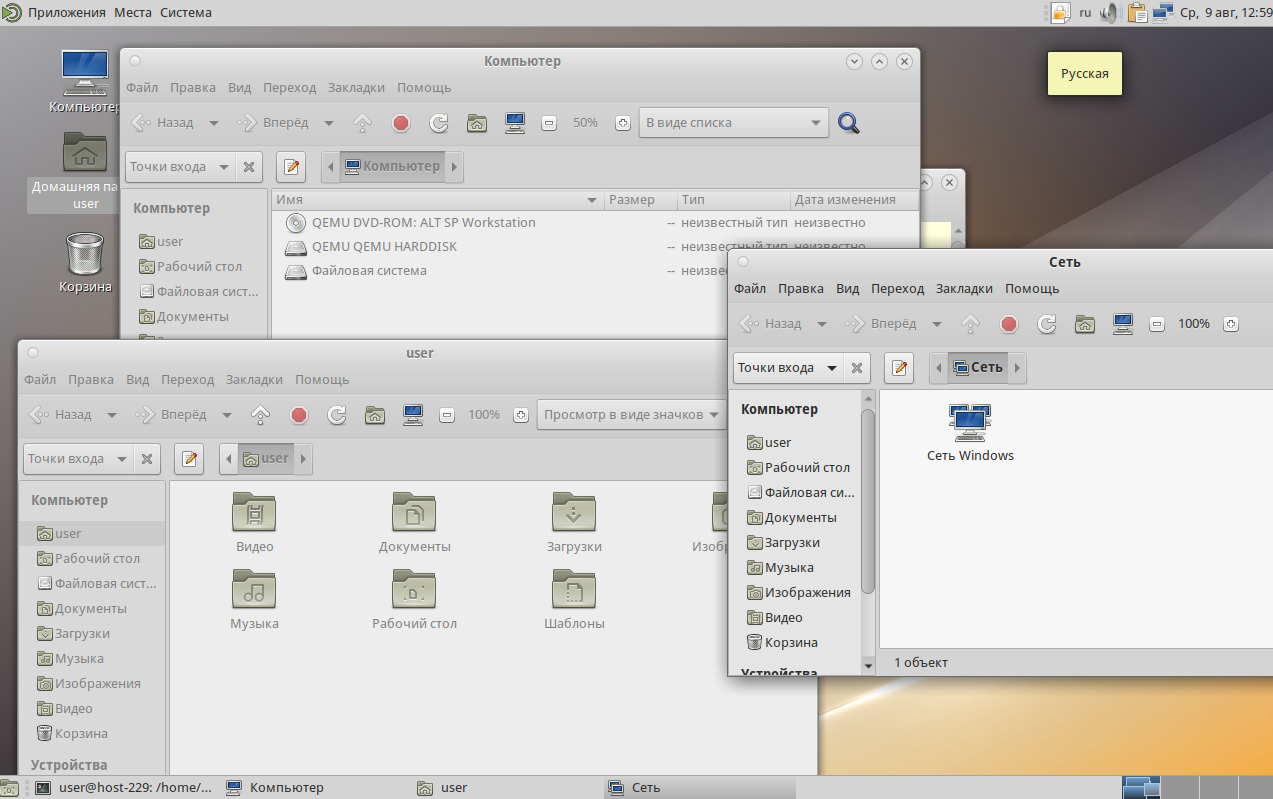 Приложения Места Система
ru
Ср, 9 авг, 12:59
Компьютер
Домашняя па
user
Корзина
Русская
Компьютер
Файл Правка Вид Переход Закладки Помощь
Назад Вперёд 50% В виде списка
Точки входа Компьютер
Компьютер
user
Рабочий стол
Файловая сист...
Документы
Имя Размер Тип Дата изменения
QEMU DVD-ROM: ALT SP Workstation -- неизвестный тип неизвестно
QEMU QEMU HARDDISK -- неизвестный тип неизвестно
Файловая система -- неизвес
user
Файл Правка Вид Переход Закладки Помощь
Назад Вперёд 100% Просмотр в виде значков
Точки входа user
Компьютер
user
Рабочий стол
Файловая сист...
Документы
Загрузки
Музыка
Изображения
Видео
Корзина
Устройства
Видео Документы Загрузки Изобр
Музыка Рабочий стол Шаблоны
Сеть
Файл Правка Вид Переход Закладки Помощь
Назад Вперёд 100%
Точки входа Сеть
Компьютер
user
Рабочий стол
Файловая си...
Документы
Загрузки
Музыка
Изображения
Видео
Корзина
Устройства
Сеть Windows
1 объект
user@host-229: /home/... Компьютер user Сеть